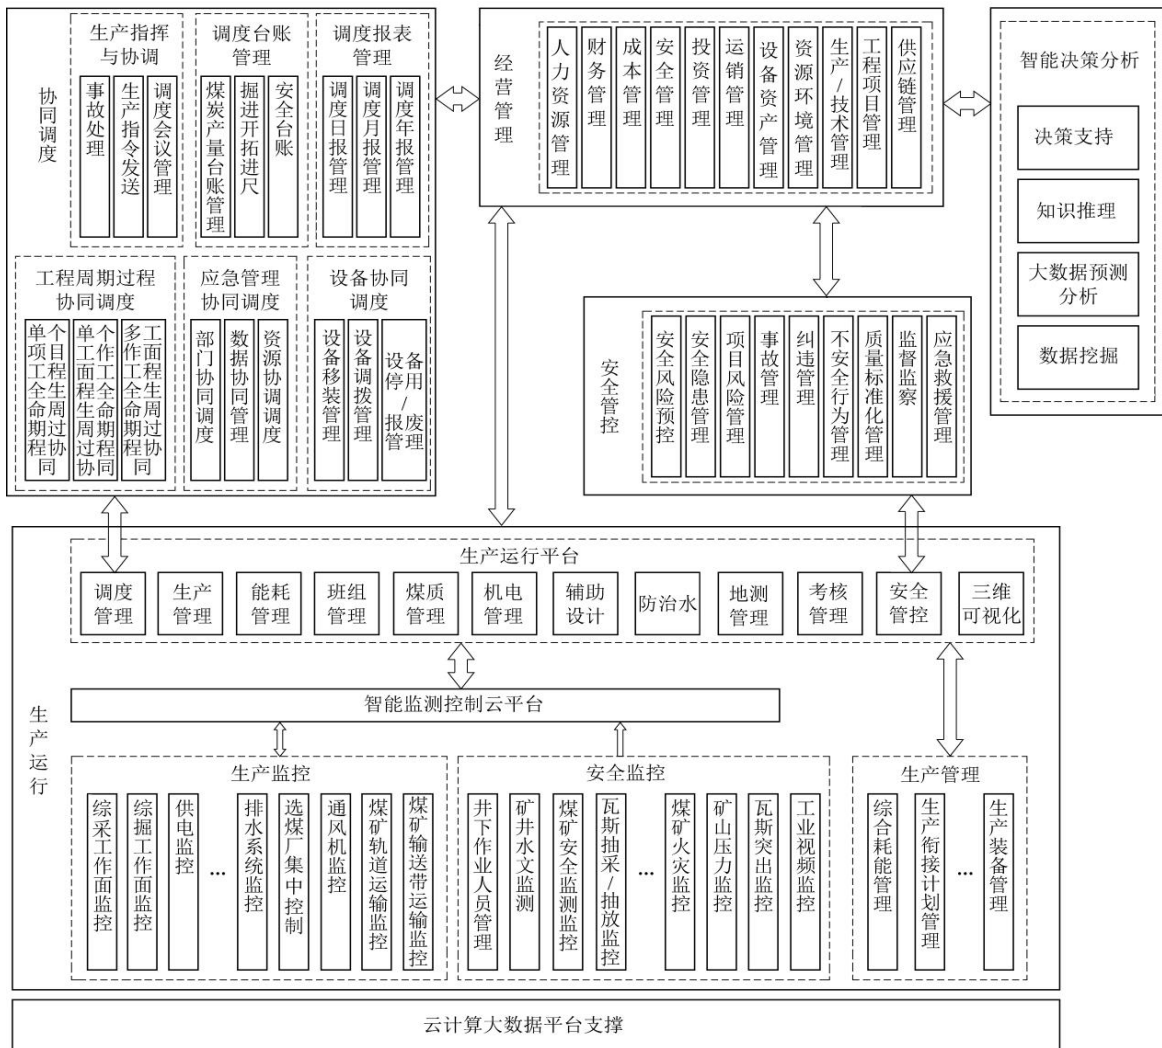 协同调度
生产指挥
与协调
事故处理
生产指令发送
调度会议管理
调度台账
管理
煤炭产量台账管理
掘进开拓进尺
安全台账
调度报表
管理
调度日报管理
调度月报管理
调度年报管理
工程周期过程
协同调度
单个项目工程全生命周期过程协同
单个工作面工程全生命周期过程协同
多工作面工程全生命周期过程协同
应急管理
协同调度
部门协同调度
数据协同管理
资源协调调度
设备协同
调度
设备移装管理
设备调拨管理
设备停用/报废管理
经营管理
人力资源管理
财务管理
成本管理
安全管理
投资管理
运销管理
设备资产管理
资源环境管理
生产/技术管理
工程项目管理
供应链管理
智能决策分析
决策支持
知识推理
大数据预测
分析
数据挖掘
安全管控
安全风险预控
安全隐患管理
项目风险管理
事故管理
纠违管理
不安全行为管理
质量标准化管理
监督监察
应急救援管理
生产运行
生产运行平台
调度
管理
生产
管理
能耗
管理
班组
管理
煤质
管理
机电
管理
辅助
设计
防治水
地测
管理
考核
管理
安全
管控
三维
可视化
智能监测控制云平台
生产监控
综采工作面监控
综掘工作面监控
供电监控
…
排水系统监控
选煤厂集中控制
通风机监控
煤矿轨道运输监控
煤矿输送带运输监控
安全监控
井下作业人员管理
矿井水文监测
煤矿安全监测监控
瓦斯抽采/抽放监控
…
煤矿火灾监控
矿山压力监控
瓦斯突出监控
工业视频监控
生产管理
综合耗能管理
生产衔接计划管理
…
生产装备管理
云计算大数据平台支撑